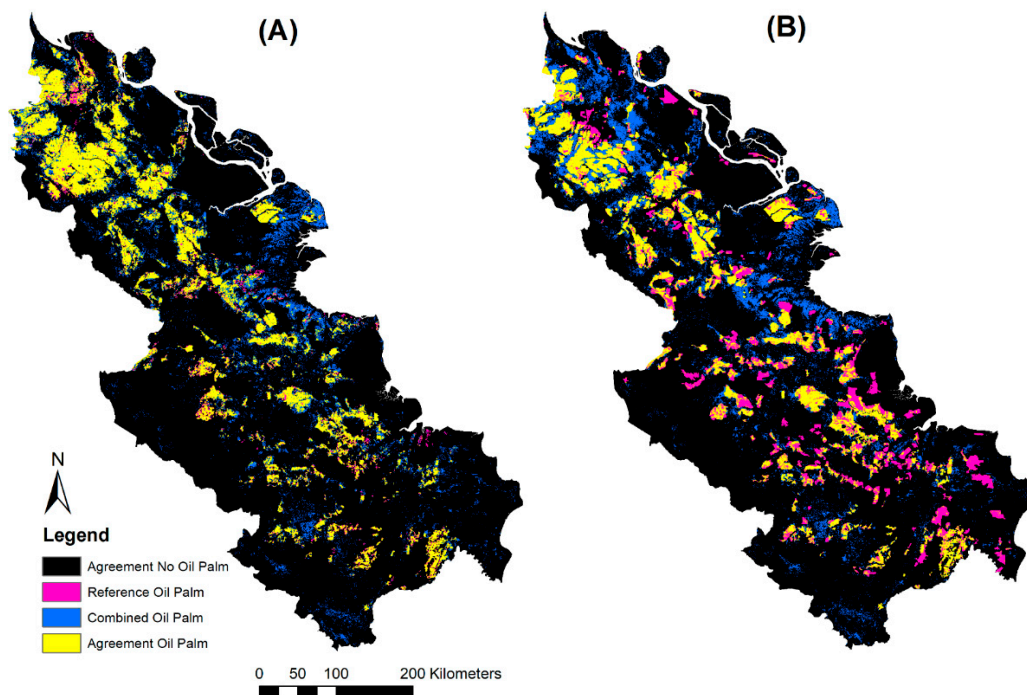 (A)
(B)
N
Legend
Agreement No Oil Palm
Reference Oil Palm
Combined Oil Palm
Agreement Oil Palm
0 50 100 200 Kilometers